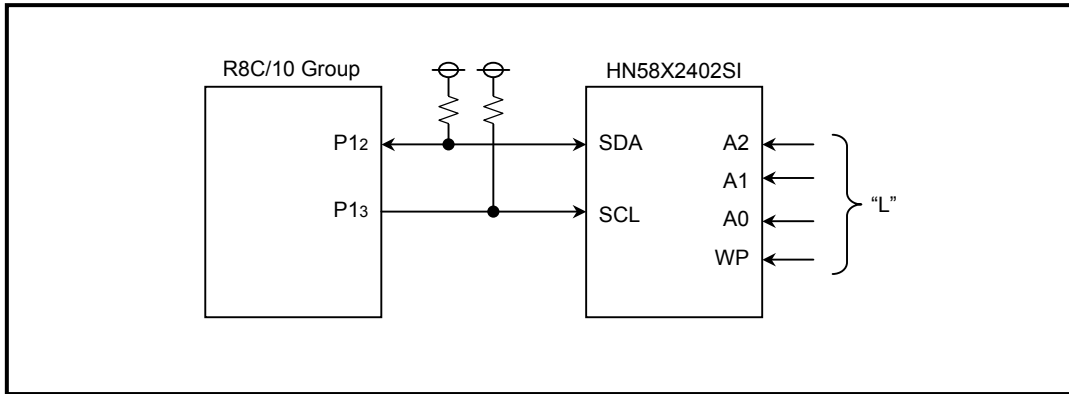 R8C/10 Group
HN58X2402SI
P12
SDA
A2
A1
“L”
P13
SCL
A0
WP